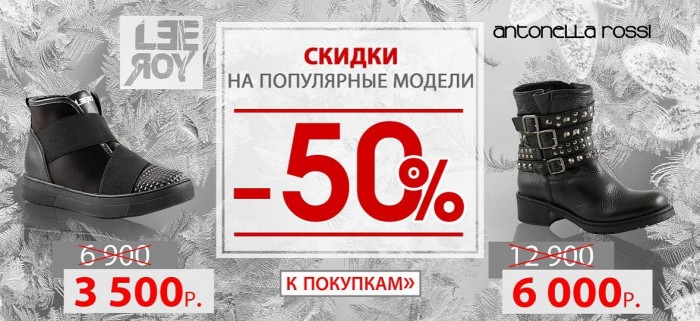 LEE
ROY
antonella rossi
СКИДКИ
НА ПОПУЛЯРНЫЕ МОДЕЛИ
-50%
6 900
3 500Р.
12 900
6 000Р.
К ПОКУПКАМ»